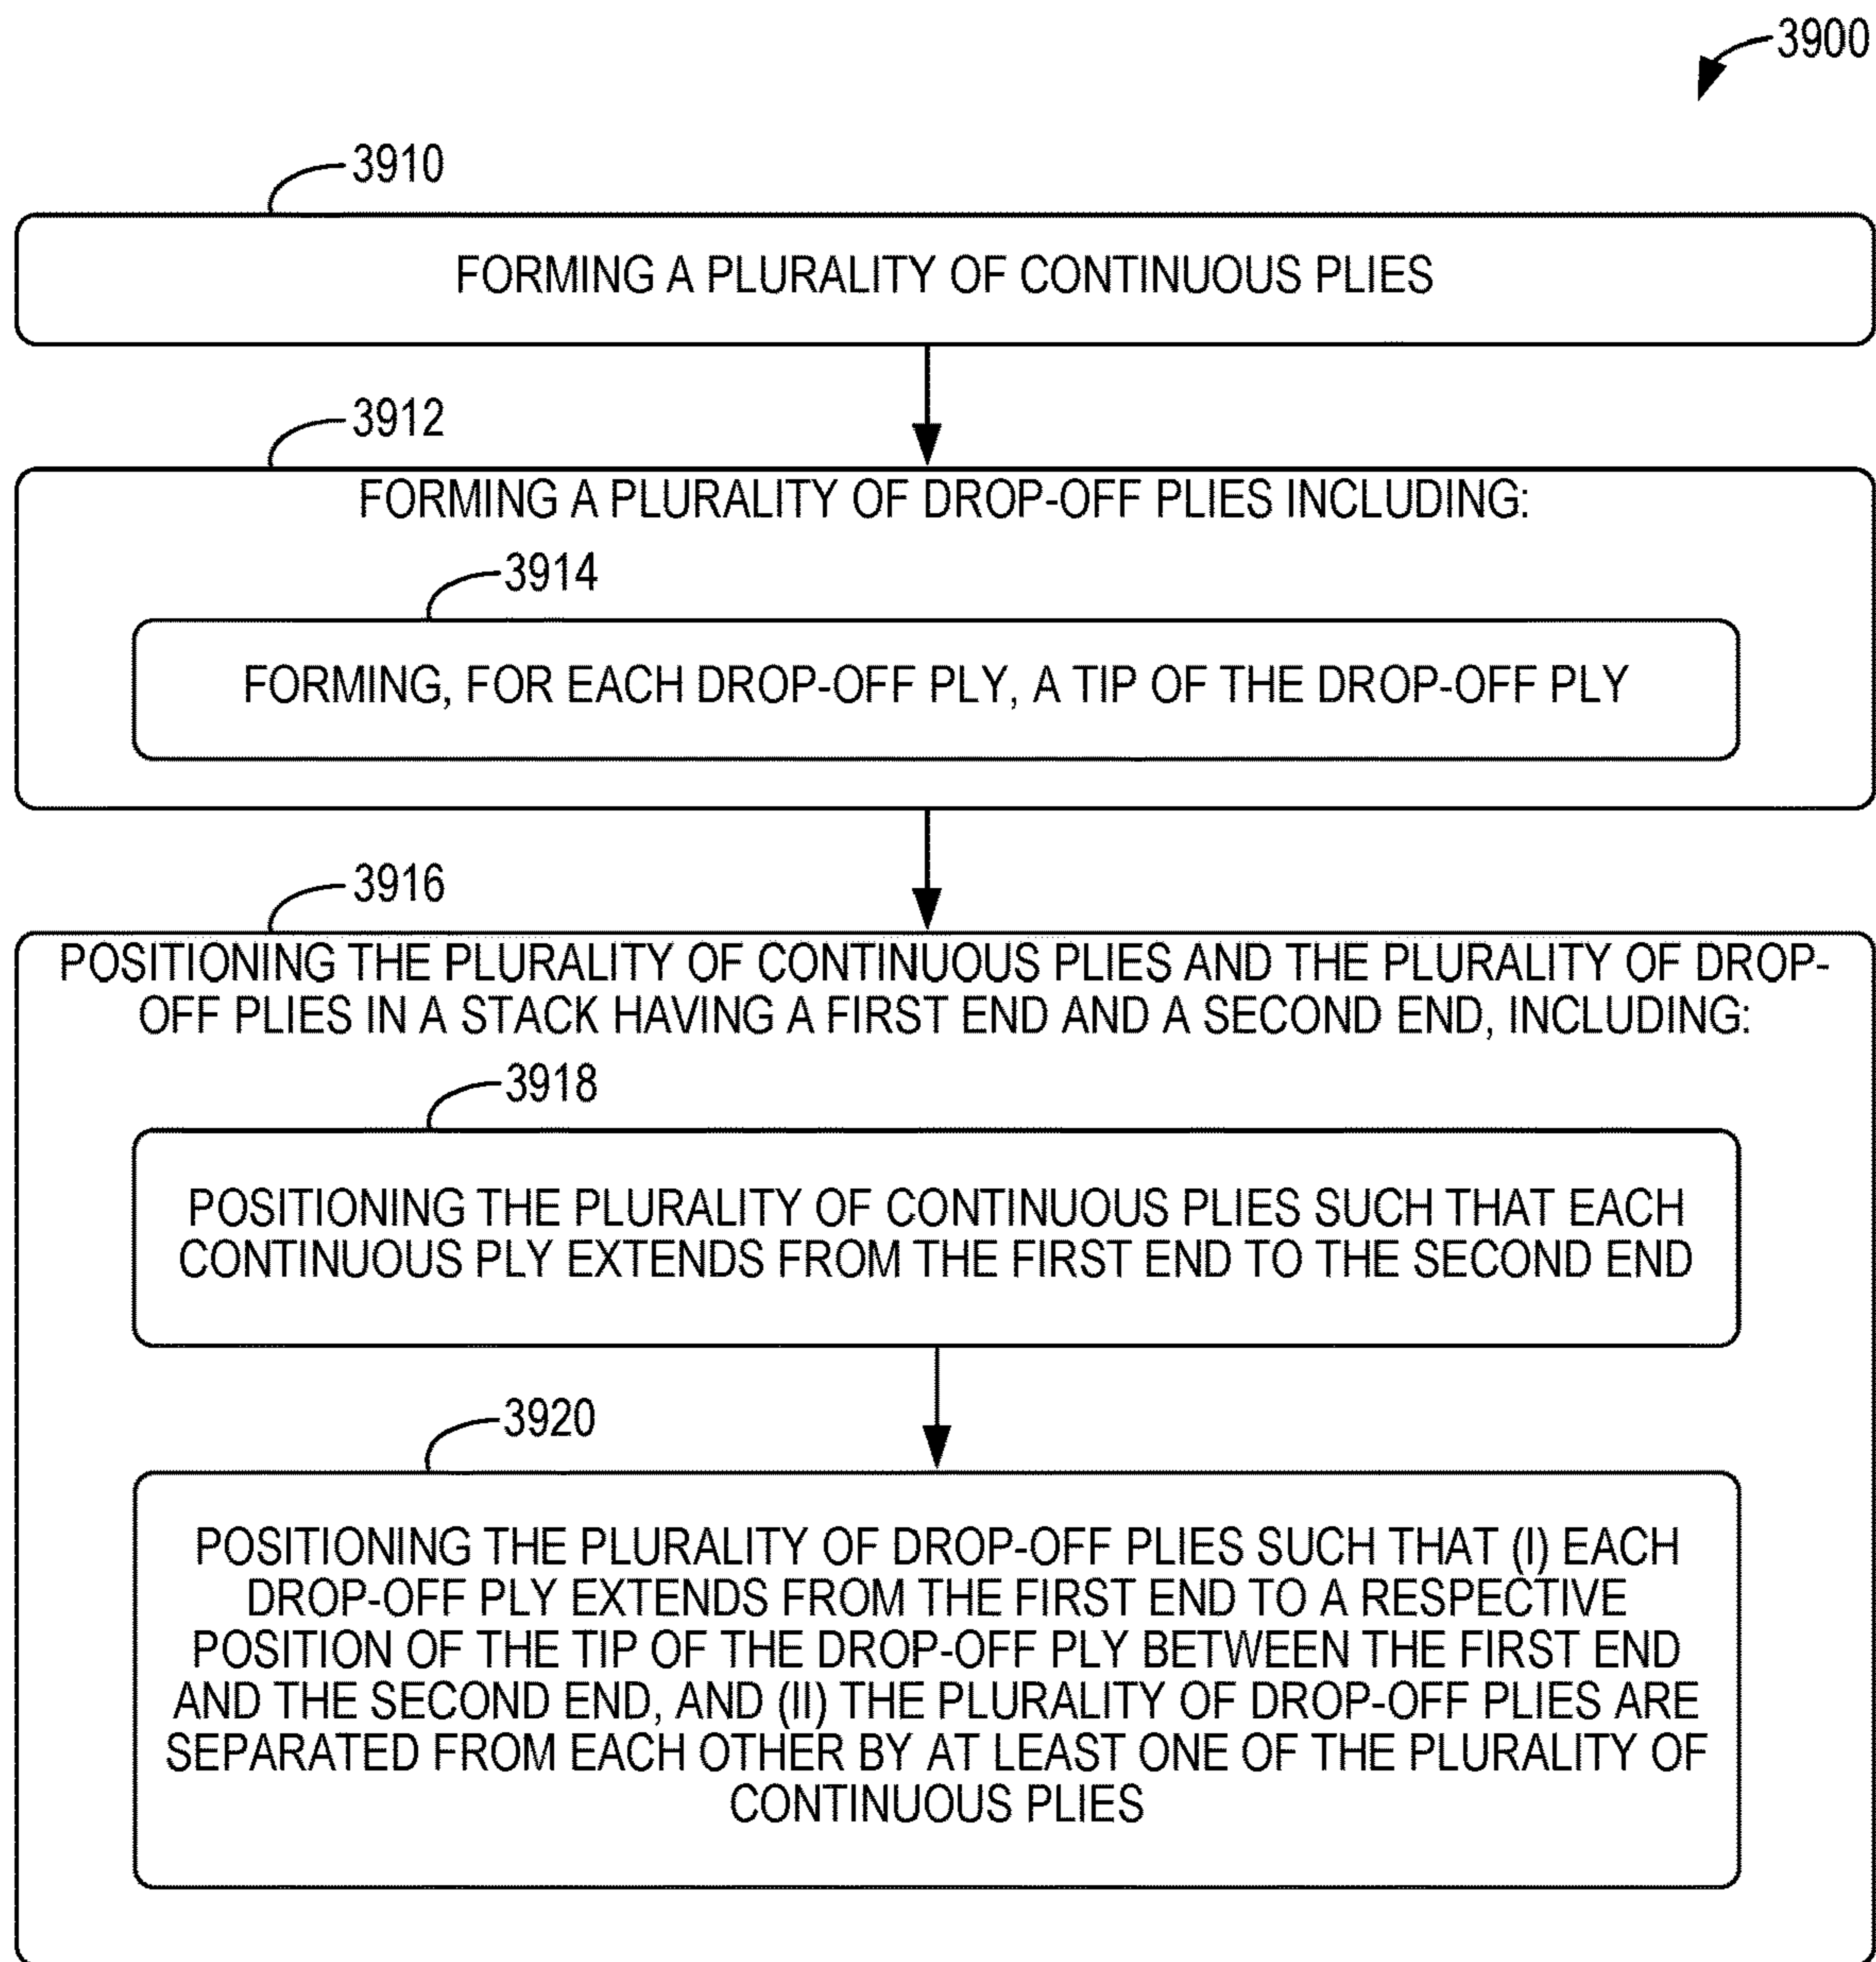 3900
3910
FORMING A PLURALITY OF CONTINUOUS PLIES
3912
FORMING A PLURALITY OF DROP-OFF PLIES INCLUDING:
3914
FORMING, FOR EACH DROP-OFF PLY, A TIP OF THE DROP-OFF PLY
3916
POSITIONING THE PLURALITY OF CONTINUOUS PLIES AND THE PLURALITY OF DROP-
OFF PLIES IN A STACK HAVING A FIRST END AND A SECOND END, INCLUDING:
3918
POSITIONING THE PLURALITY OF CONTINUOUS PLIES SUCH THAT EACH
CONTINUOUS PLY EXTENDS FROM THE FIRST END TO THE SECOND END
3920
POSITIONING THE PLURALITY OF DROP-OFF PLIES SUCH THAT (I) EACH
DROP-OFF PLY EXTENDS FROM THE FIRST END TO A RESPECTIVE
POSITION OF THE TIP OF THE DROP-OFF PLY BETWEEN THE FIRST END
AND THE SECOND END, AND (II) THE PLURALITY OF DROP-OFF PLIES ARE
SEPARATED FROM EACH OTHER BY AT LEAST ONE OF THE PLURALITY OF
CONTINUOUS PLIES